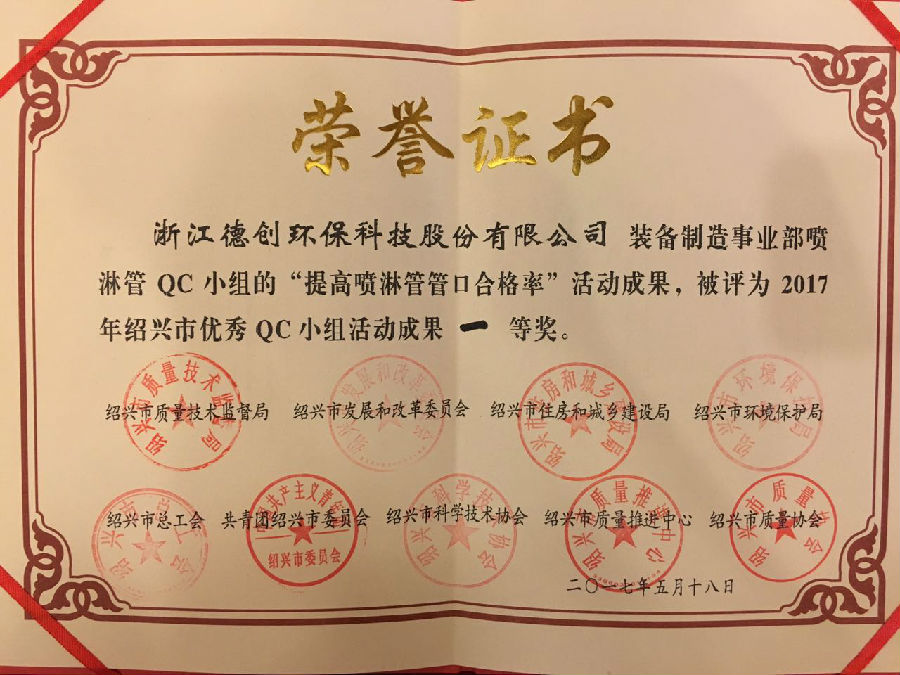 荣誉证书
浙江德创环保科技股份有限公司 装备制造事业部喷
淋管 QC 小组的“提高喷淋管管口合格率”活动成果，被评为 2017
年绍兴市优秀 QC 小组活动成果 一 等奖。
绍兴市质量技术监督局 绍兴市发展和改革委员会 绍兴市住房和城乡建设局 绍兴市环境保护局
绍兴市总工会 共青团绍兴市委员会 绍兴市科学技术协会 绍兴市质量推进中心 绍兴市质量协会
绍兴市委员会
二〇一七年五月十八日